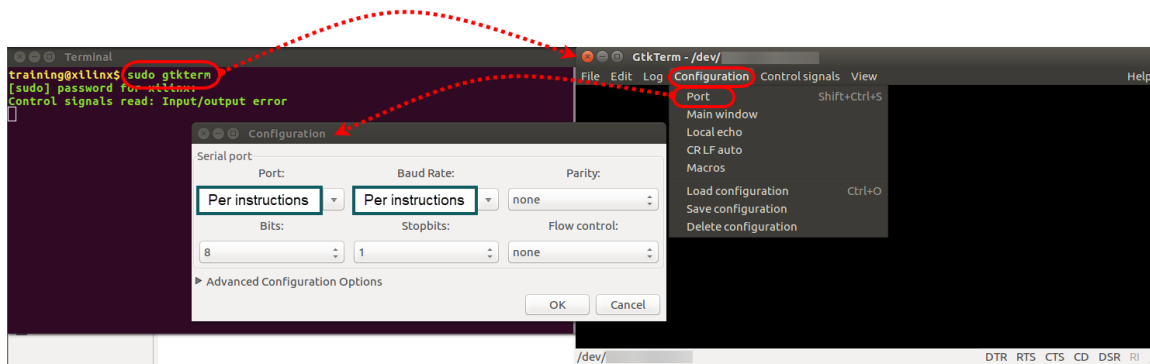 Terminal
training@xilinx$ sudo gtkterm
[sudo] password for xilinx:
Control signals read: Input/output error
GtkTerm - /dev/
File Edit Log Configuration Control signals View Help
Port Shift+Ctrl+S
Main window
Local echo
CR LF auto
Macros
Load configuration Ctrl+O
Save configuration
Delete configuration
Configuration
Serial port
Port: Baud Rate: Parity:
Per instructions Per instructions none
Bits: Stopbits: Flow control:
8 1 none
Advanced Configuration Options
OK Cancel
/dev/ DTR RTS CTS CD DSR RI